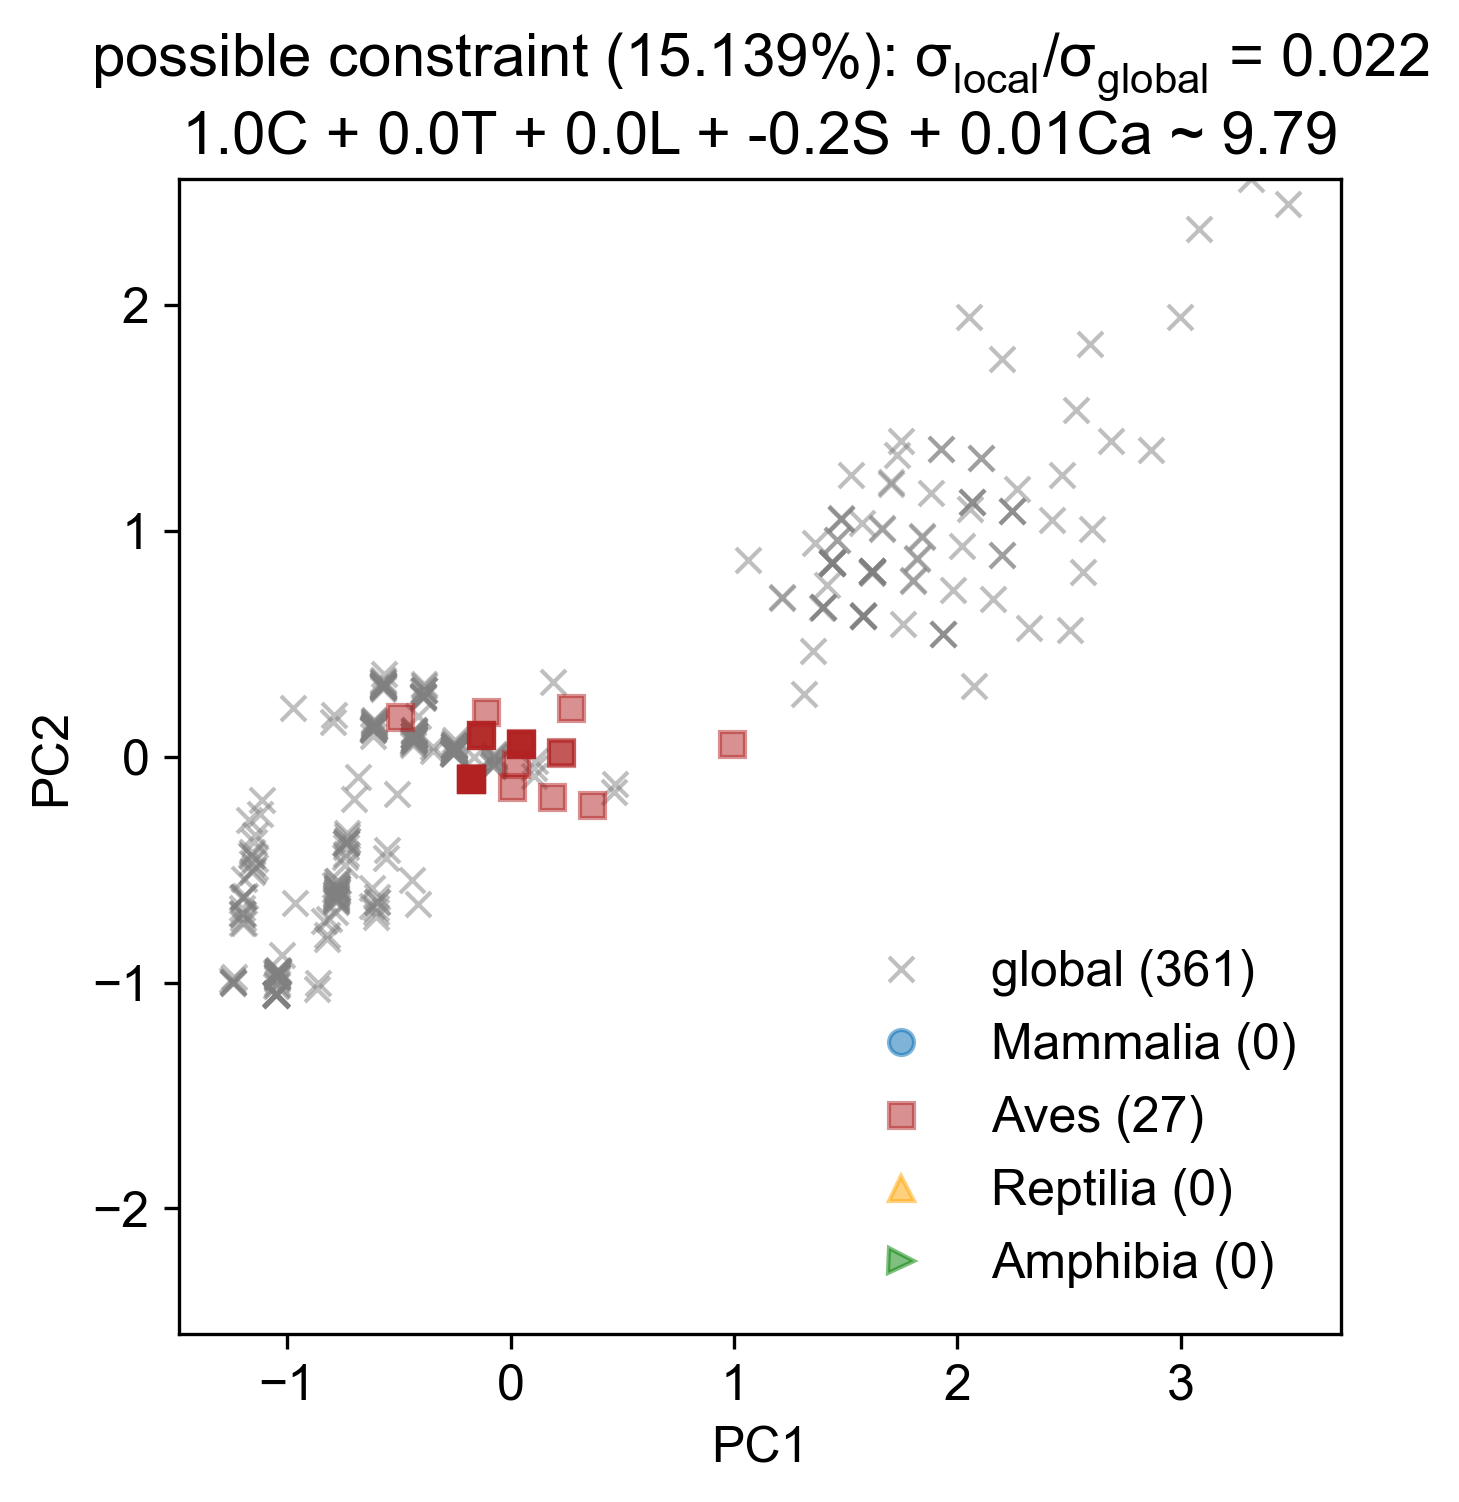 possible constraint (15.139%): σlocal/σglobal = 0.022
1.0C + 0.0T + 0.0L + -0.2S + 0.01Ca ~ 9.79
2
1
0
−1
−2
PC2
global (361)
Mammalia (0)
Aves (27)
Reptilia (0)
Amphibia (0)
−1
0
1
2
3
PC1